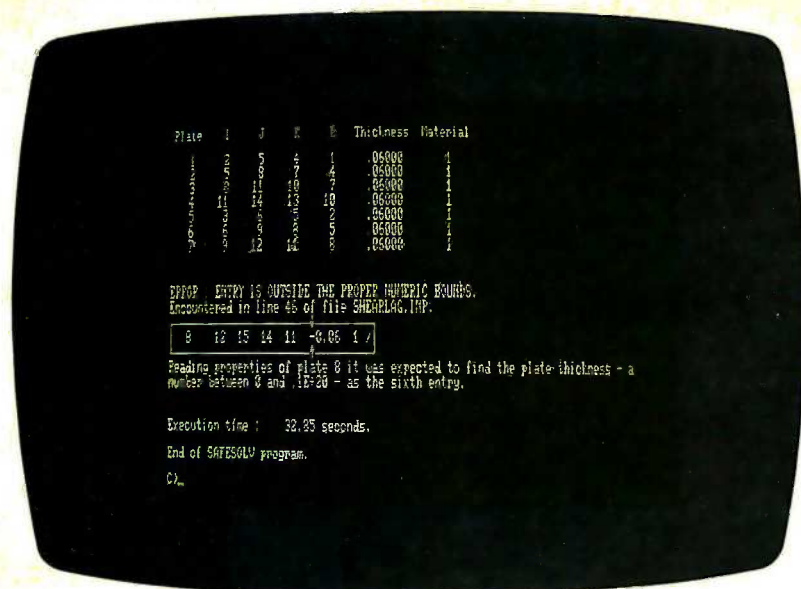 Plate I J K L Thickness Material
1 2 5 4 1 .06000 1
2 5 8 7 4 .06000 1
3 8 11 10 7 .06000 1
4 11 14 13 10 .06000 1
5 3 6 5 2 .06000 1
6 6 9 8 5 .06000 1
7 9 12 11 8 .06000 1
ERROR : ENTRY IS OUTSIDE THE PROPER NUMERIC BOUNDS.
Encountered in line 46 of file SHEARLAG.INP:
8 12 15 14 11 -0.06 1 /
Reading properties of plate 8 it was expected to find the plate thickness - a
number between 0 and .1E+20 - as the sixth entry.
Execution time : 32.85 seconds.
End of SAFESOLV program.
C>_